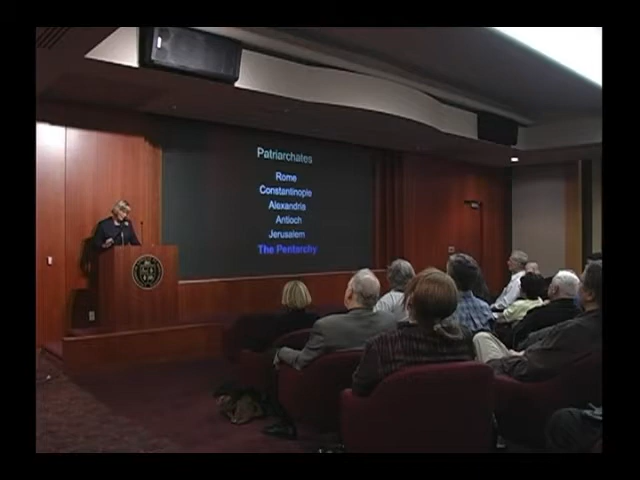 Patriarchates
Rome
Constantinople
Alexandria
Antioch
Jerusalem
The Pentarchy